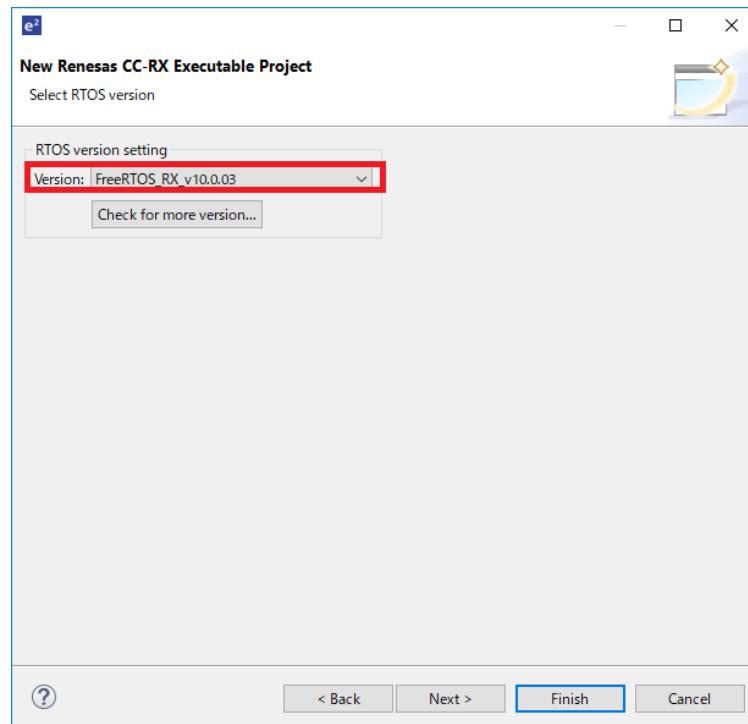 e²
New Renesas CC-RX Executable Project
Select RTOS version
RTOS version setting
Version: FreeRTOS_RX_v10.0.03
Check for more version...
? < Back Next > Finish Cancel